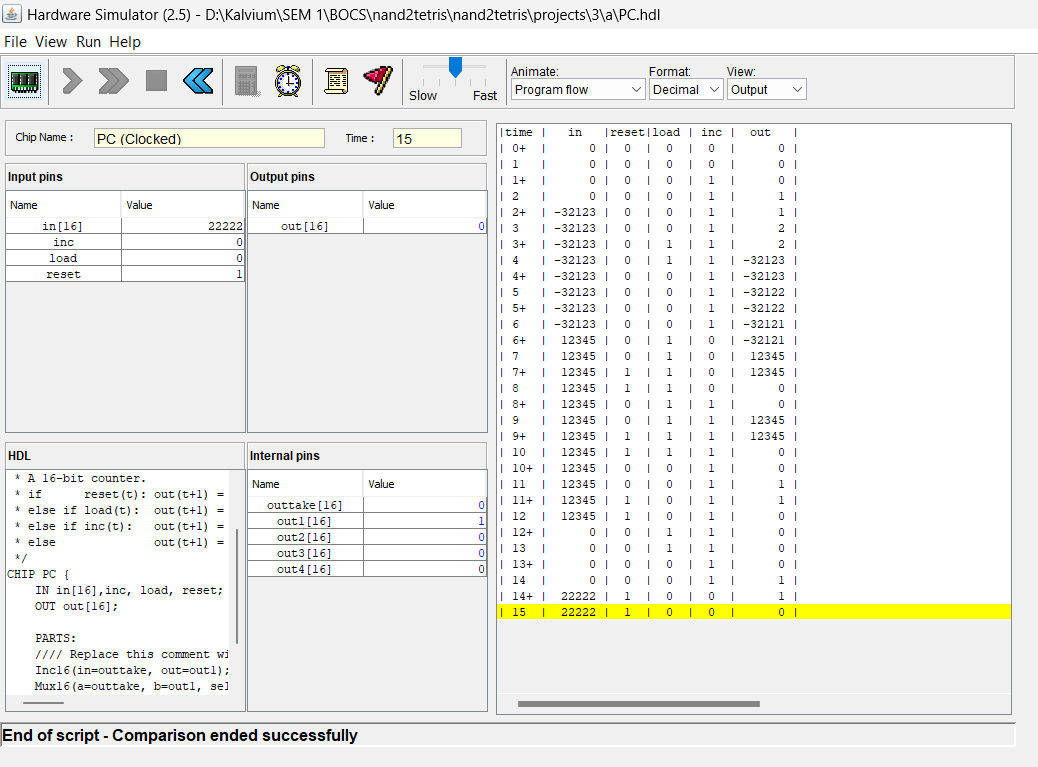 Hardware Simulator (2.5) - D:\Kalvium\SEM 1\BOCS\nand2tetris\nand2tetris\projects\3\a\PC.hdl
File View Run Help
Slow Fast
Animate:
Program flow
Format:
Decimal
View:
Output
Chip Name : PC (Clocked) Time : 15
Input pins
Name Value
in[16] 22222
inc 0
load 0
reset 1
Output pins
Name Value
out[16] 0
HDL
* A 16-bit counter.
* if reset(t): out(t+1) =
* else if load(t): out(t+1) =
* else if inc(t): out(t+1) =
* else out(t+1) =
*/
CHIP PC {
IN in[16],inc, load, reset;
OUT out[16];
PARTS:
//// Replace this comment wi
Inc16(in=outtake, out=out1);
Mux16(a=outtake, b=out1, sel
Internal pins
Name Value
outtake[16] 0
out1[16] 1
out2[16] 0
out3[16] 0
out4[16] 0
|time | in |reset|load | inc | out |
| 0+ | 0 | 0 | 0 | 0 | 0 |
| 1 | 0 | 0 | 0 | 0 | 0 |
| 1+ | 0 | 0 | 0 | 1 | 0 |
| 2 | 0 | 0 | 0 | 1 | 1 |
| 2+ | -32123 | 0 | 0 | 1 | 1 |
| 3 | -32123 | 0 | 0 | 1 | 2 |
| 3+ | -32123 | 0 | 1 | 1 | 2 |
| 4 | -32123 | 0 | 1 | 1 | -32123 |
| 4+ | -32123 | 0 | 0 | 1 | -32123 |
| 5 | -32123 | 0 | 0 | 1 | -32122 |
| 5+ | -32123 | 0 | 0 | 1 | -32122 |
| 6 | -32123 | 0 | 0 | 1 | -32121 |
| 6+ | 12345 | 0 | 1 | 0 | -32121 |
| 7 | 12345 | 0 | 1 | 0 | 12345 |
| 7+ | 12345 | 1 | 1 | 0 | 12345 |
| 8 | 12345 | 1 | 1 | 0 | 0 |
| 8+ | 12345 | 0 | 1 | 1 | 0 |
| 9 | 12345 | 0 | 1 | 1 | 12345 |
| 9+ | 12345 | 1 | 1 | 1 | 12345 |
| 10 | 12345 | 1 | 1 | 1 | 0 |
| 10+ | 12345 | 0 | 0 | 1 | 0 |
| 11 | 12345 | 0 | 0 | 1 | 1 |
| 11+ | 12345 | 1 | 0 | 1 | 1 |
| 12 | 12345 | 1 | 0 | 1 | 0 |
| 12+ | 0 | 0 | 1 | 1 | 0 |
| 13 | 0 | 0 | 1 | 1 | 0 |
| 13+ | 0 | 0 | 0 | 1 | 0 |
| 14 | 0 | 0 | 0 | 1 | 1 |
| 14+ | 22222 | 1 | 0 | 0 | 1 |
| 15 | 22222 | 1 | 0 | 0 | 0 |
End of script - Comparison ended successfully